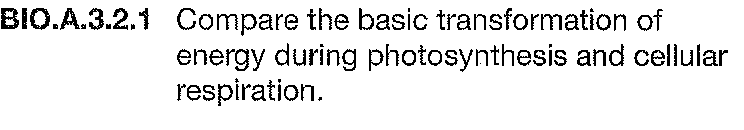 BIO.A.3.2.1 Compare the basic transformation of
energy during photosynthesis and cellular
respiration.